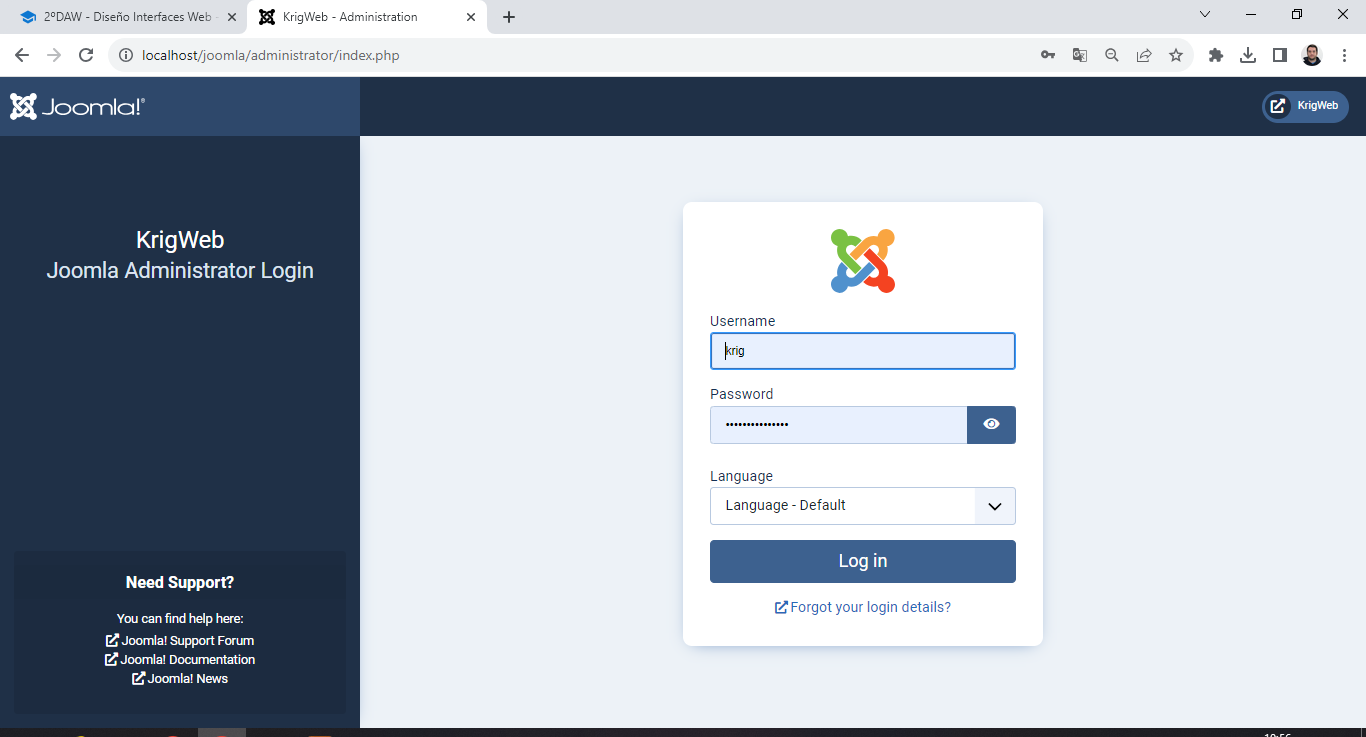 2ºDAW - Diseño Interfaces Web
KrigWeb - Administration
localhost/joomla/administrator/index.php
Joomla!®
KrigWeb
KrigWeb
Joomla Administrator Login
Username
krig
Password
Language
Language - Default
Log in
Forgot your login details?
Need Support?
You can find help here:
Joomla! Support Forum
Joomla! Documentation
Joomla! News